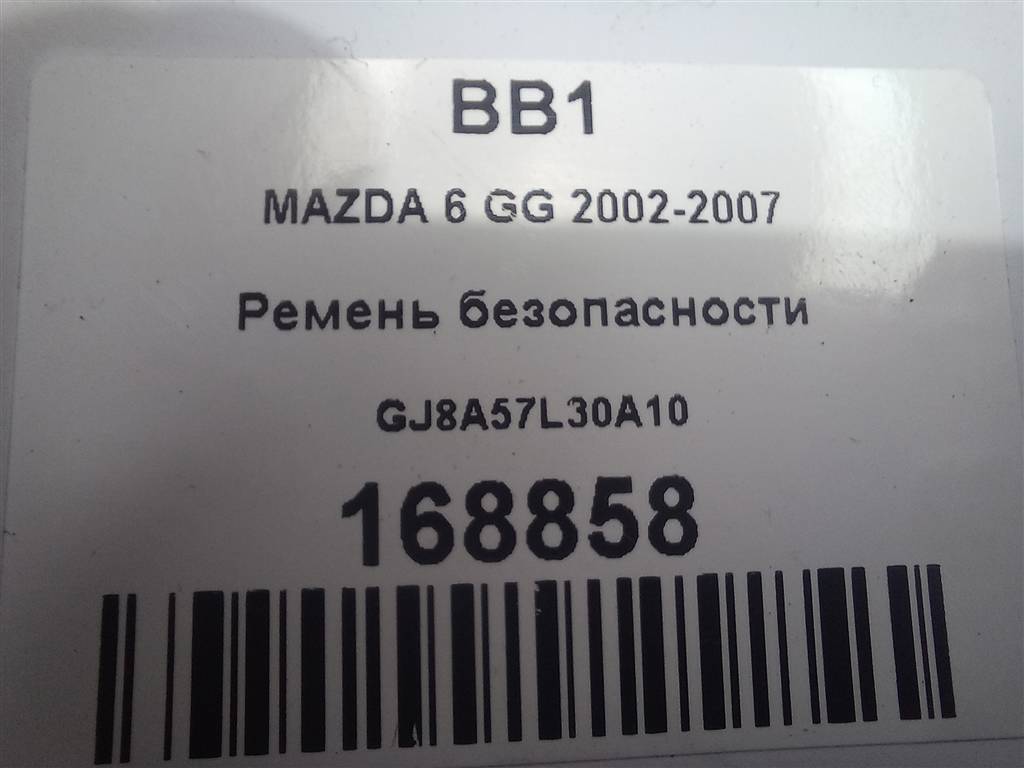 BB1
MAZDA 6 GG 2002-2007
Ремень безопасности
GJ8A57L30A10
168858